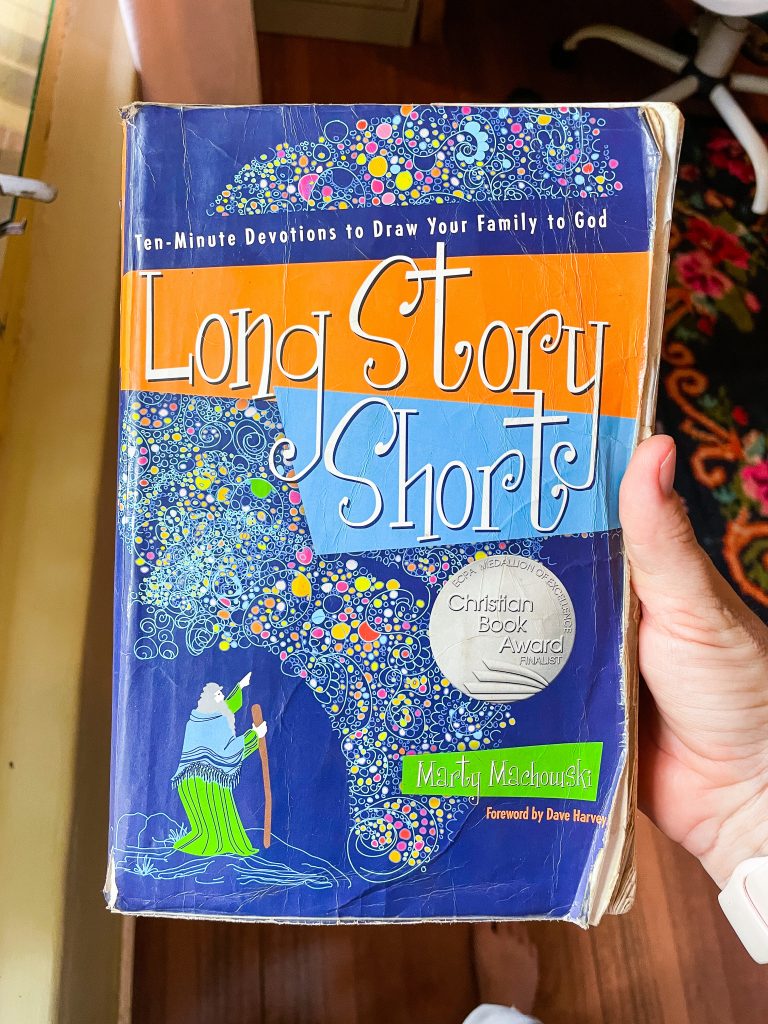 Ten-Minute Devotions to Draw Your Family to God
Long Story
Short
ECPA MEDALLION OF EXCELLENCE
Christian
Book
Award
FINALIST
Marty Machowski
Foreword by Dave Harvey